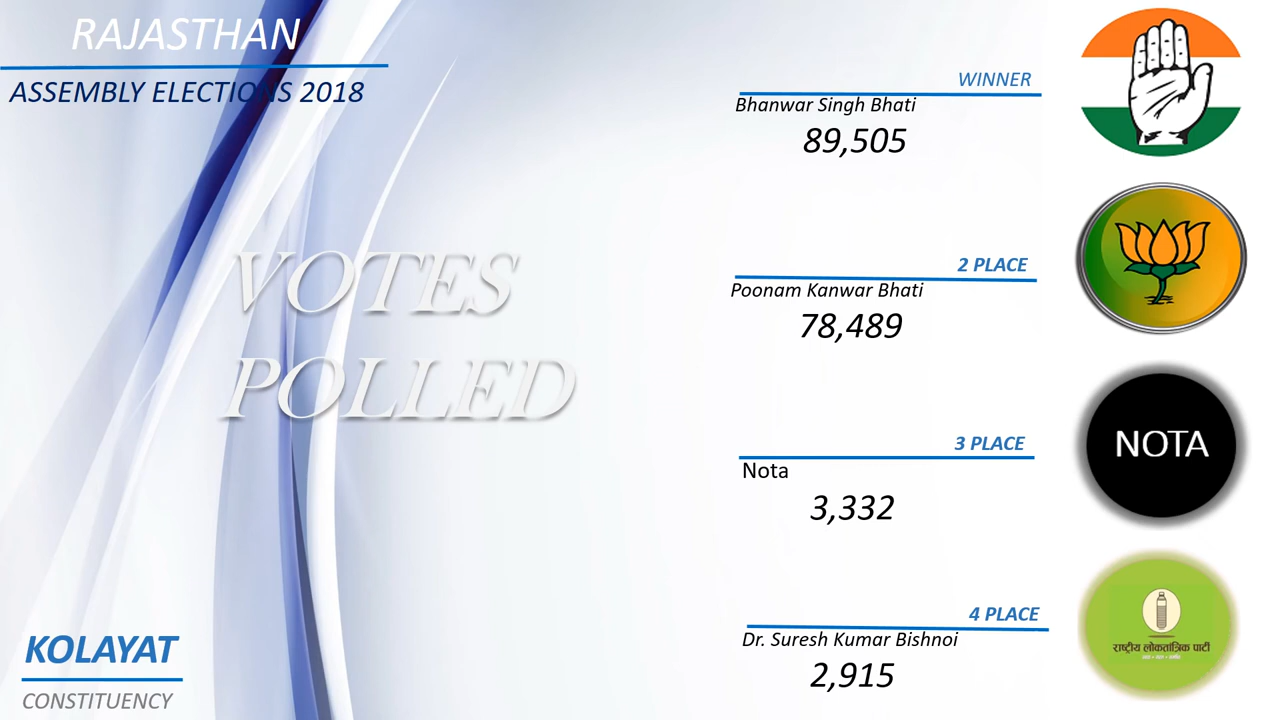 RAJASTHAN
ASSEMBLY ELECTIONS 2018
VOTES
POLLED
KOLAYAT
CONSTITUENCY
WINNER
Bhanwar Singh Bhati
89,505
2 PLACE
Poonam Kanwar Bhati
78,489
3 PLACE
Nota
3,332
NOTA
4 PLACE
Dr. Suresh Kumar Bishnoi
2,915
राष्ट्रीय लोकतांत्रिक पार्टी